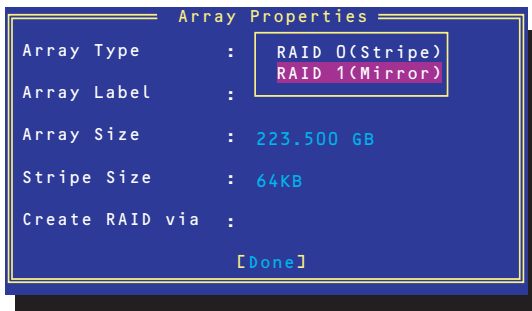 Array Properties
Array Type : RAID 0(Stripe)
RAID 1(Mirror)
Array Label :
Array Size : 223.500 GB
Stripe Size : 64KB
Create RAID via :
[Done]